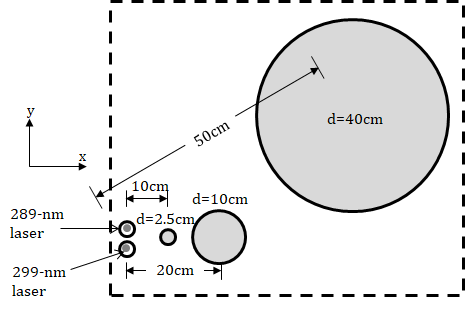 d=40cm
50cm
y
x
10cm
d=10cm
289-nm
laser
d=2.5cm
299-nm
laser
20cm